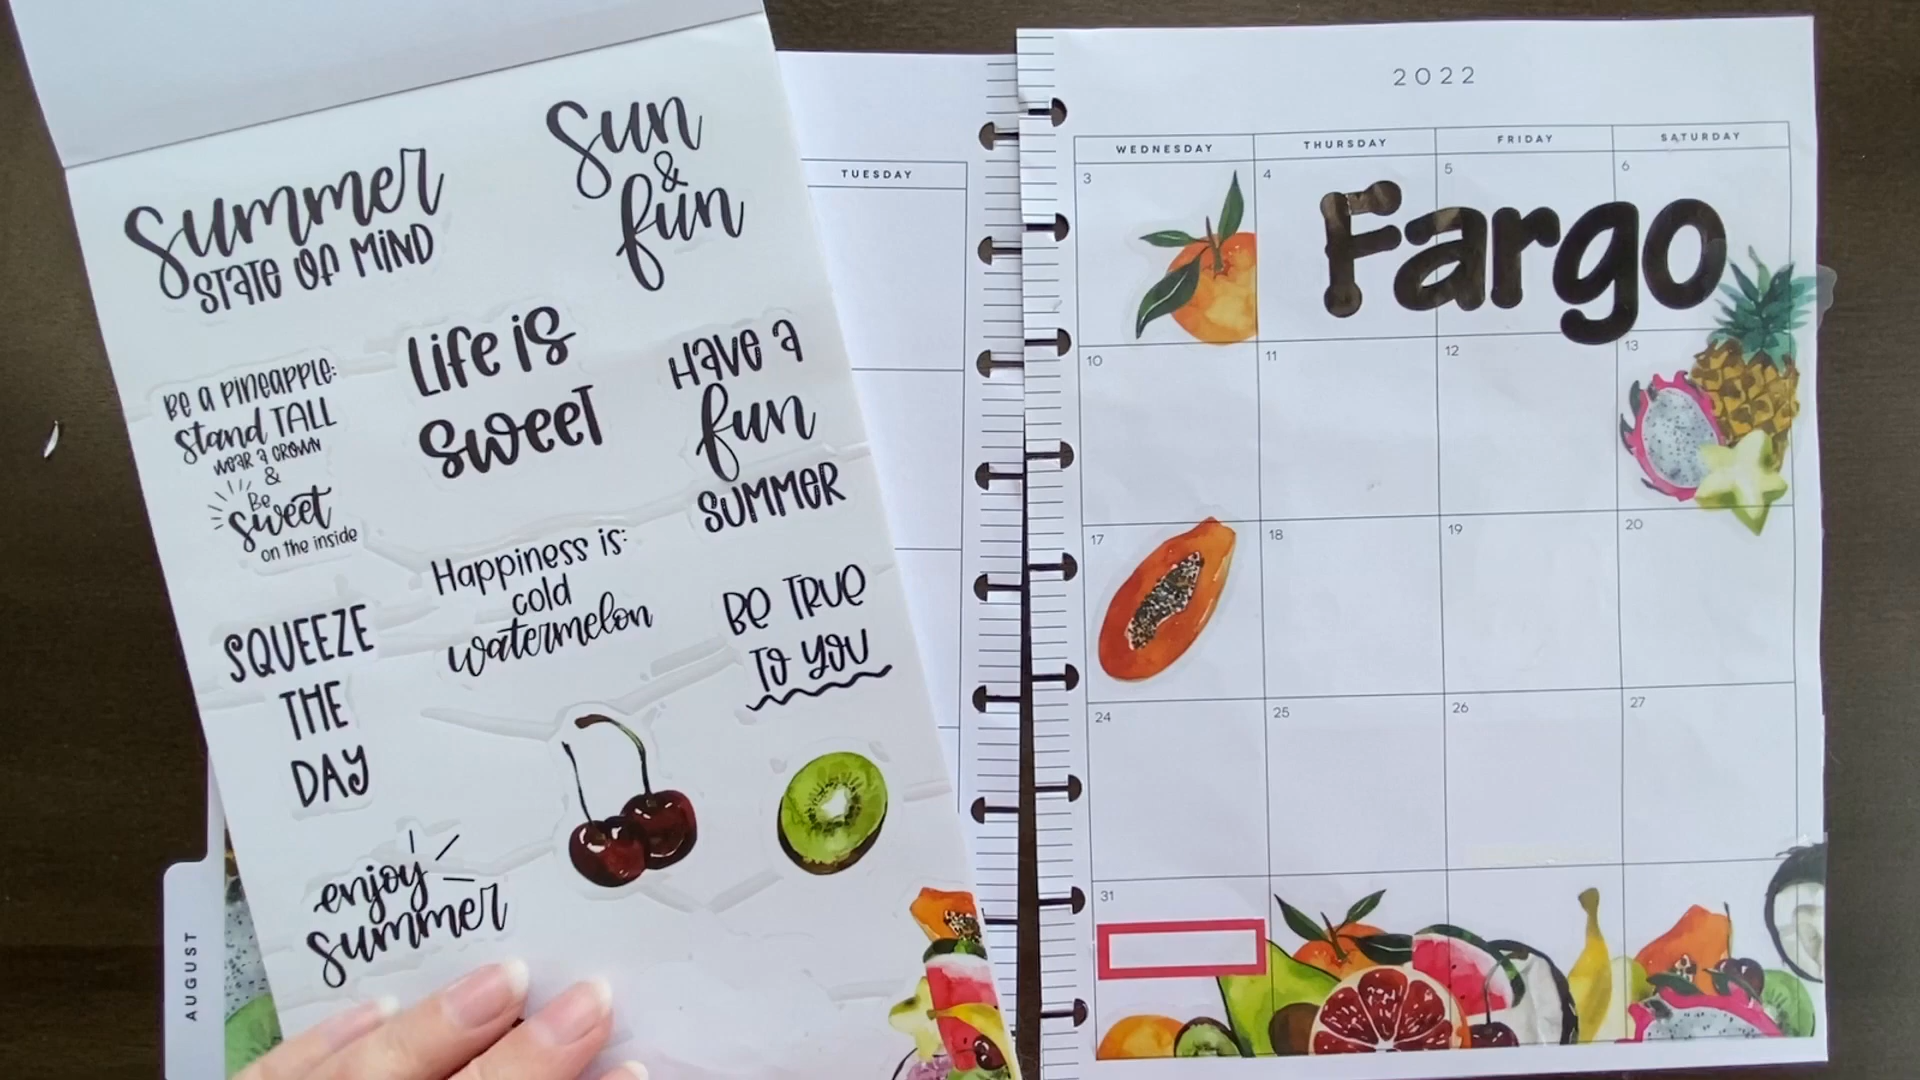 Summer
STATE OF MIND
Sun
&
fun
Be a pineapple:
stand TALL
wear a crown
&
Be
sweet
on the inside
Life is
sweet
Have a
fun
summer
Happiness is:
cold
watermelon
SQUEEZE
THE
DAY
Be TRUE
To you
enjoy
summer
AUGUST
TUESDAY
2022
WEDNESDAY THURSDAY FRIDAY SATURDAY
3 4 5 6
Fargo
10 11 12 13
17 18 19 20
24 25 26 27
31